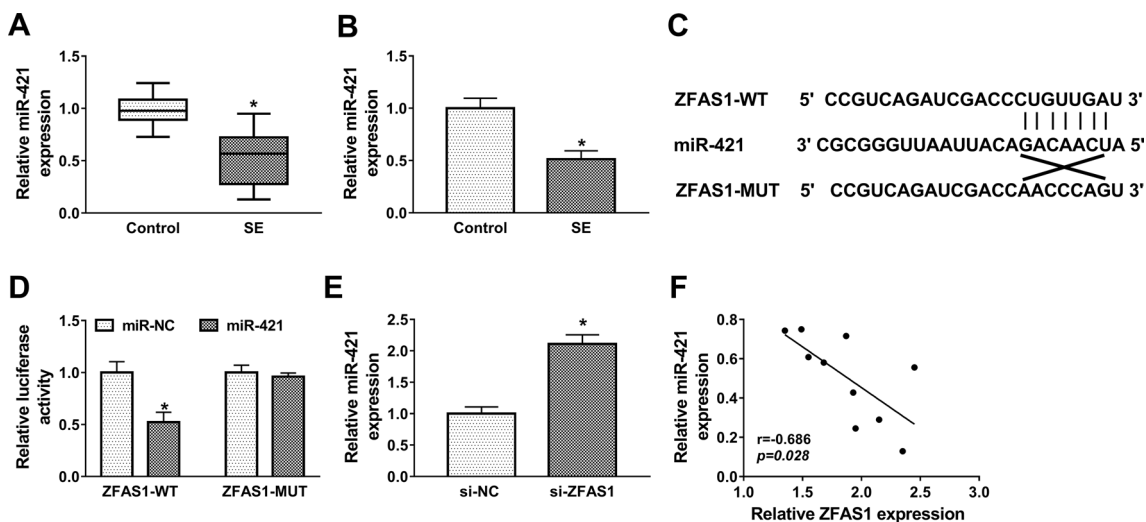 A
Relative miR-421
expression
1.5
1.0
0.5
0.0
*
Control
SE
B
Relative miR-421
expression
1.5
1.0
0.5
0.0
*
Control
SE
C
ZFAS1-WT 5' CCGUCAGAUCGACCCUGUUGAU 3'
miR-421 3' CGCGGGUUAAUUACAGACAACUA 5'
ZFAS1-MUT 5' CCGUCAGAUCGACCAACCCAGU 3'
D
Relative luciferase
activity
1.5
1.0
0.5
0.0
miR-NC
miR-421
*
ZFAS1-WT
ZFAS1-MUT
E
Relative miR-421
expression
2.5
2.0
1.5
1.0
0.5
0.0
*
si-NC
si-ZFAS1
F
Relative miR-421
expression
0.8
0.6
0.4
0.2
0.0
r=-0.686
p=0.028
1.0
1.5
2.0
2.5
3.0
Relative ZFAS1 expression